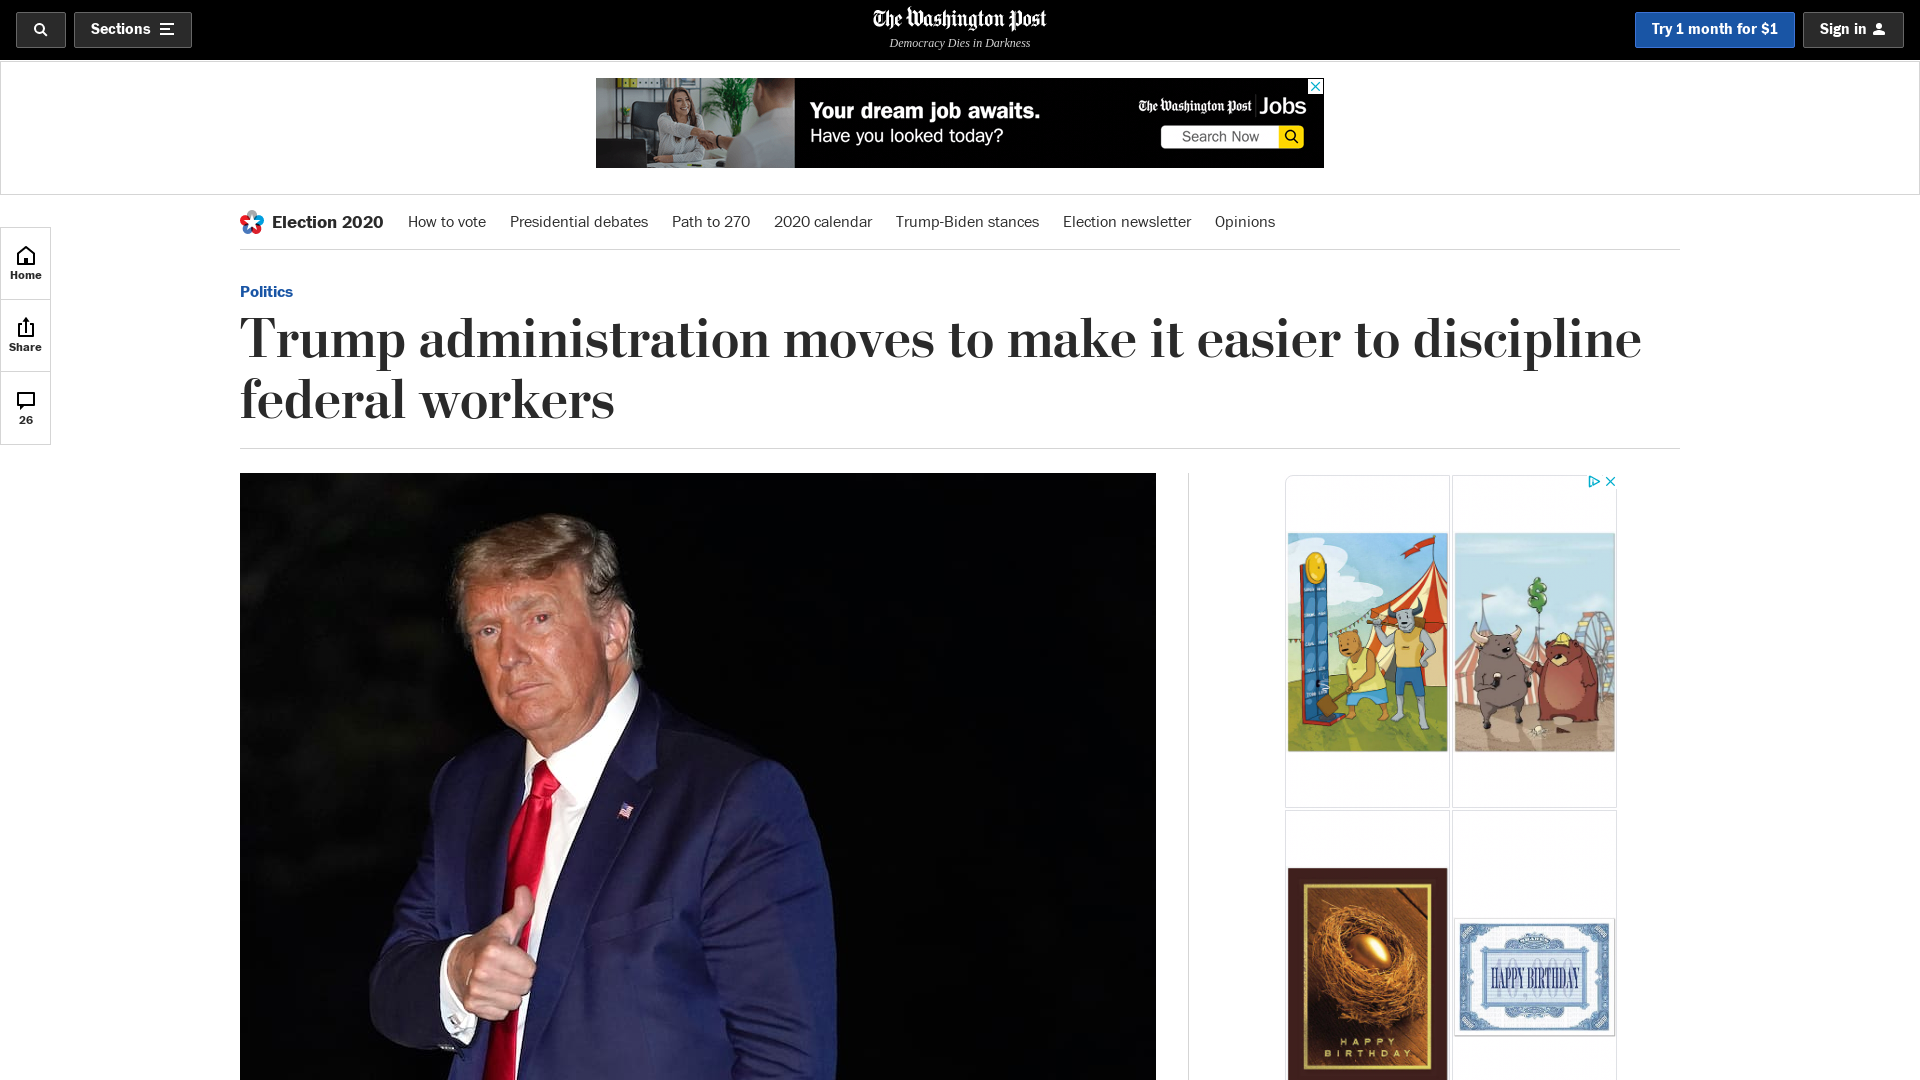 Sections
The Washington Post
Democracy Dies in Darkness
Try 1 month for $1
Sign in
Your dream job awaits.
Have you looked today?
The Washington Post Jobs
Search Now
Election 2020
How to vote
Presidential debates
Path to 270
2020 calendar
Trump-Biden stances
Election newsletter
Opinions
Home
Share
26
Politics
Trump administration moves to make it easier to discipline
federal workers
$
HAPPY
BIRTHDAY
HAPPY BIRTHDAY